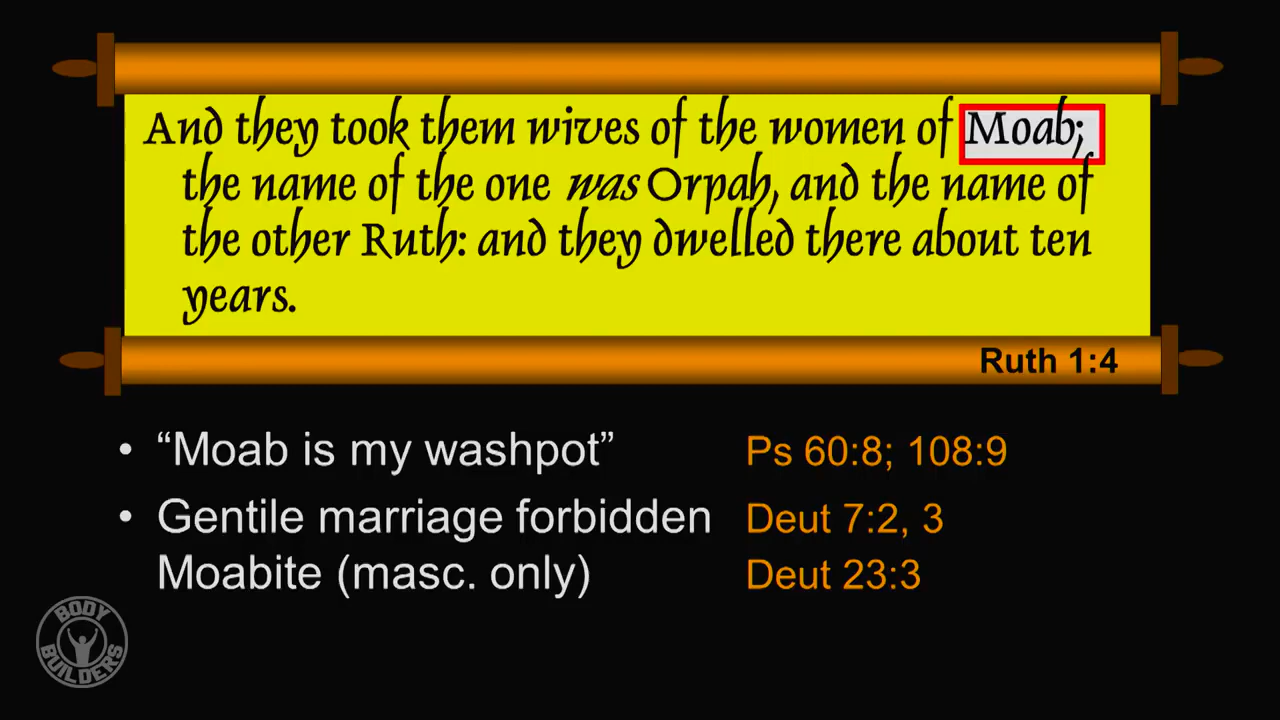 And they took them wives of the women of Moab;
the name of the one was Orpah, and the name of
the other Ruth: and they dwelled there about ten
years.
Ruth 1:4
• “Moab is my washpot” Ps 60:8; 108:9
• Gentile marriage forbidden Deut 7:2, 3
Moabite (masc. only) Deut 23:3
BODY
BUILDERS